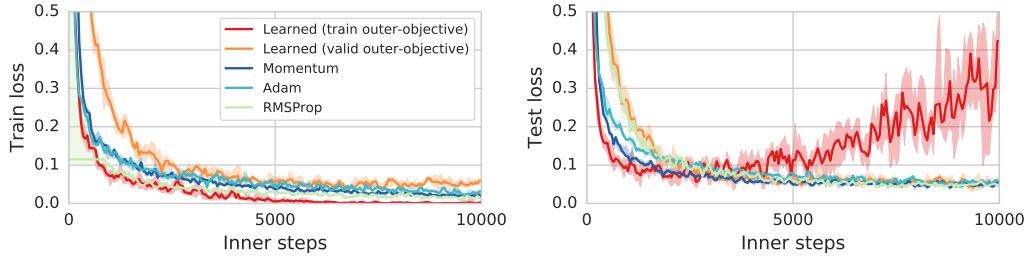 0.5
0.4
0.3
0.2
0.1
0.0
Train loss
0
5000
10000
Inner steps
Learned (train outer-objective)
Learned (valid outer-objective)
Momentum
Adam
RMSProp
0.5
0.4
0.3
0.2
0.1
0.0
Test loss
0
5000
10000
Inner steps